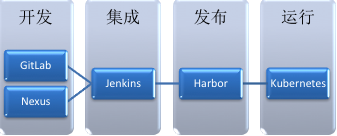 开发
集成
发布
运行
GitLab
Nexus
Jenkins
Harbor
Kubernetes